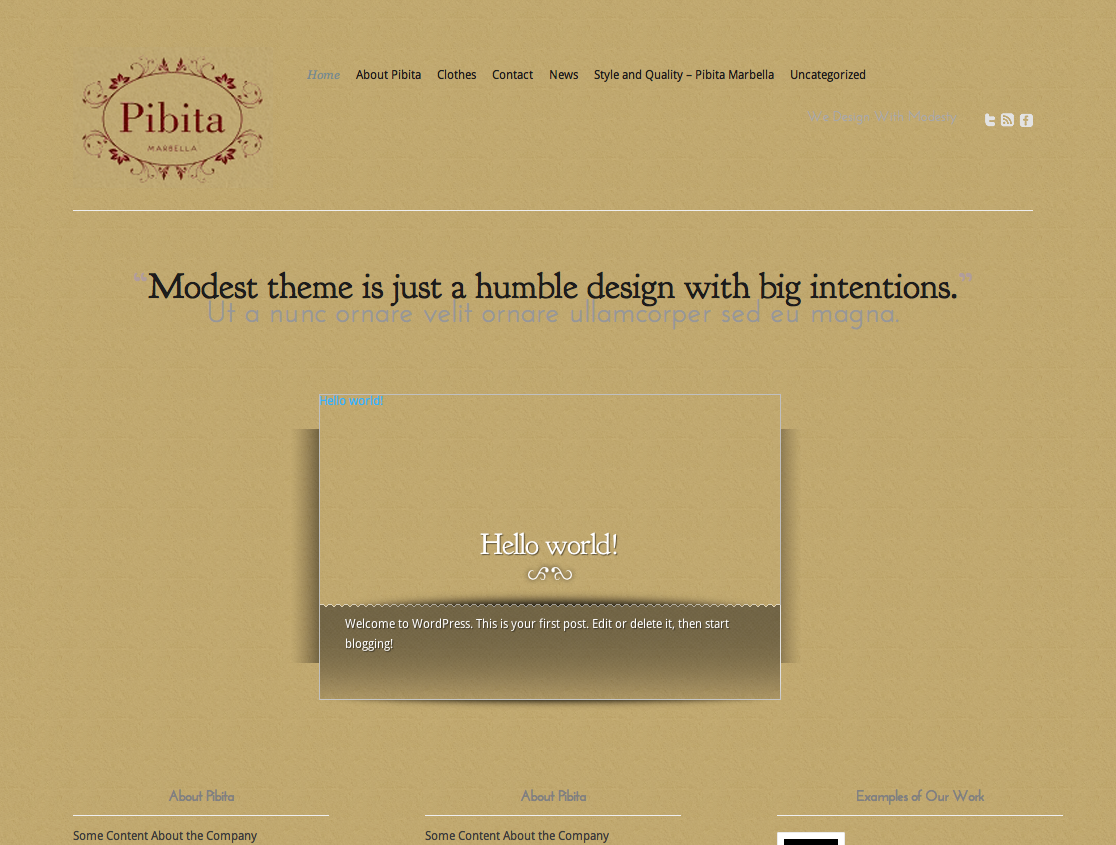 Pibita
MARBELLA
Home About Pibita Clothes Contact News Style and Quality – Pibita Marbella Uncategorized
“Modest theme is just a humble design with big intentions.”
Ut a nunc ornare velit ornare ullamcorper sed eu magna.
Hello world!
Hello world!
Welcome to WordPress. This is your first post. Edit or delete it, then start
blogging!
About Pibita About Pibita Examples of Our Work
Some Content About the Company Some Content About the Company